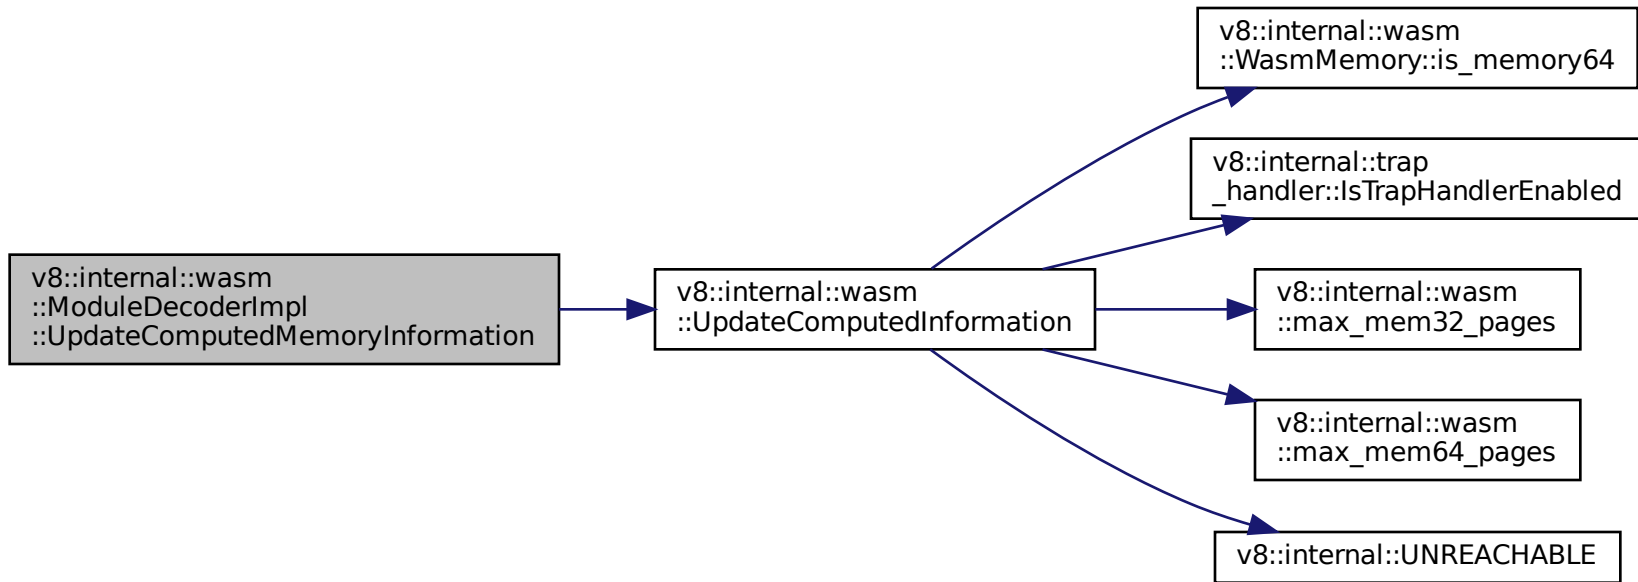 v8::internal::wasm
::ModuleDecoderImpl
::UpdateComputedMemoryInformation
v8::internal::wasm
::UpdateComputedInformation
v8::internal::wasm
::WasmMemory::is_memory64
v8::internal::trap
_handler::IsTrapHandlerEnabled
v8::internal::wasm
::max_mem32_pages
v8::internal::wasm
::max_mem64_pages
v8::internal::UNREACHABLE